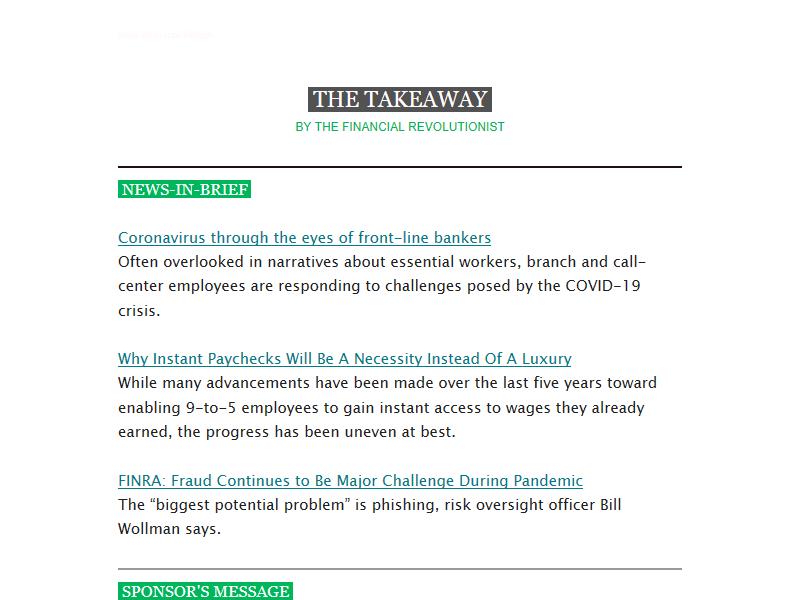 THE TAKEAWAY
BY THE FINANCIAL REVOLUTIONIST
NEWS-IN-BRIEF
Coronavirus through the eyes of front-line bankers
Often overlooked in narratives about essential workers, branch and call-
center employees are responding to challenges posed by the COVID-19
crisis.
Why Instant Paychecks Will Be A Necessity Instead Of A Luxury
While many advancements have been made over the last five years toward
enabling 9-to-5 employees to gain instant access to wages they already
earned, the progress has been uneven at best.
FINRA: Fraud Continues to Be Major Challenge During Pandemic
The “biggest potential problem” is phishing, risk oversight officer Bill
Wollman says.
SPONSOR'S MESSAGE